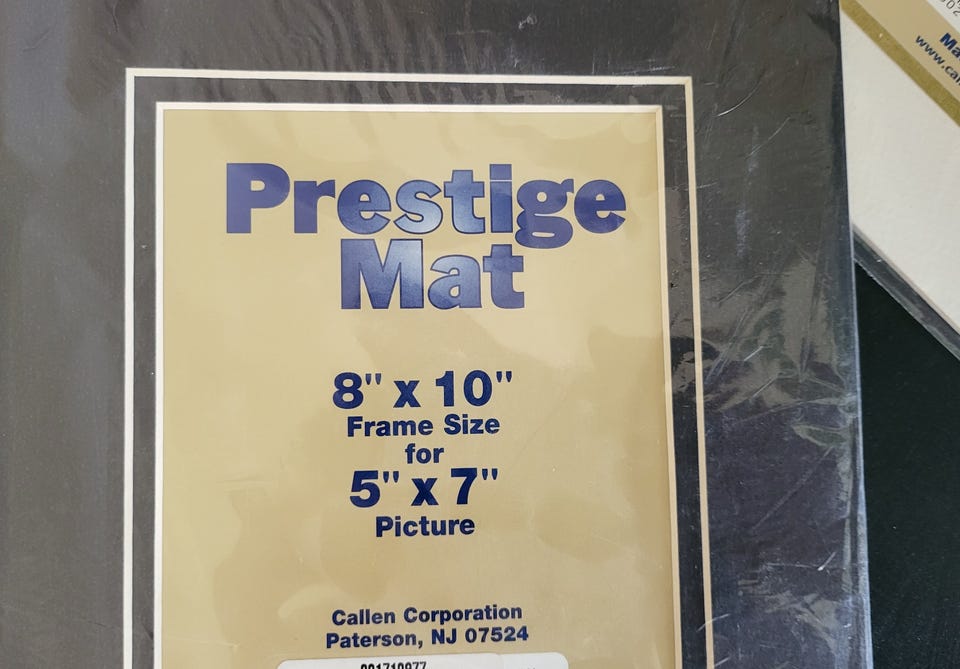 Prestige
Mat
8" x 10"
Frame Size
for
5" x 7"
Picture
Callen Corporation
Paterson, NJ 07524